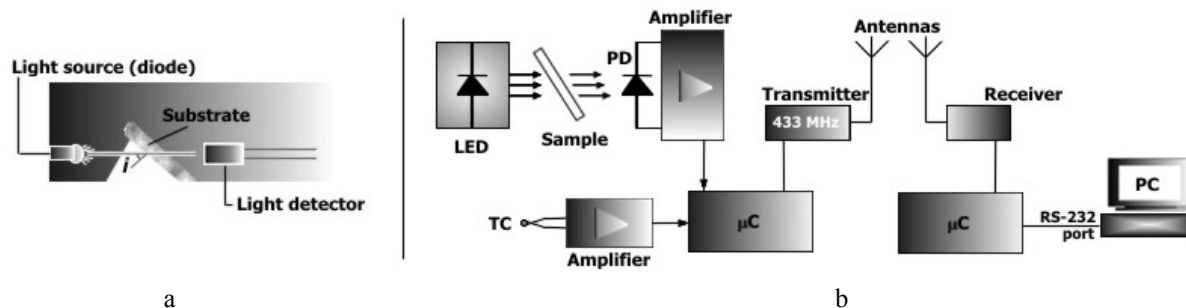 Light source (diode)
Substrate
i
Light detector
a
Amplifier
Antennas
PD
Transmitter
Receiver
433 MHz
LED
Sample
PC
TC
µC
µC
RS-232
port
Amplifier
b